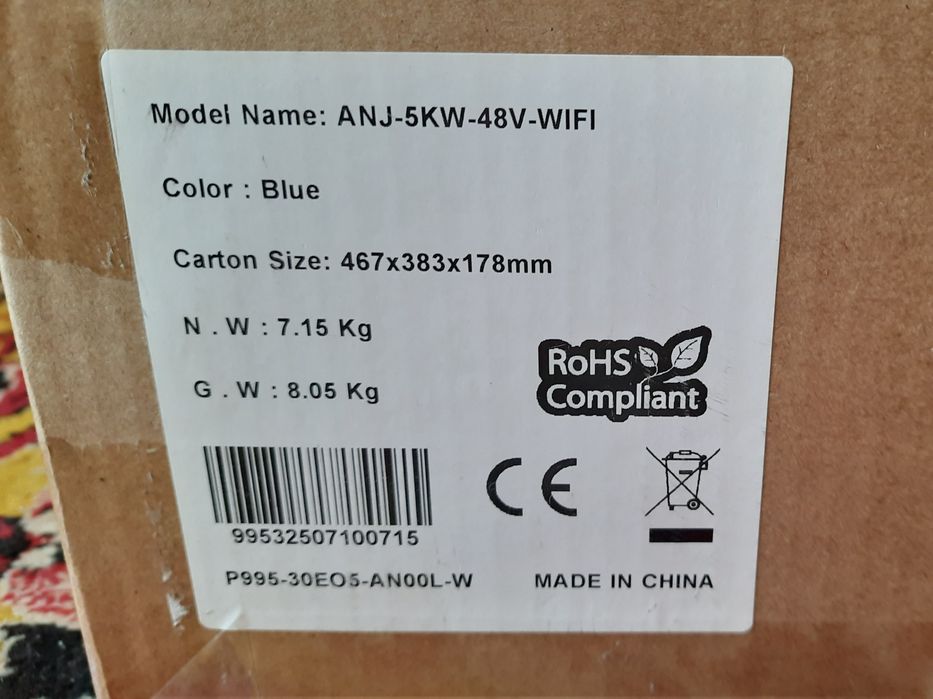 Model Name: ANJ-5KW-48V-WIFI
Color : Blue
Carton Size: 467x383x178mm
N . W : 7.15 Kg
G . W : 8.05 Kg
RoHS
Compliant
CE
99532507100715
P995-30EO5-AN00L-W
MADE IN CHINA